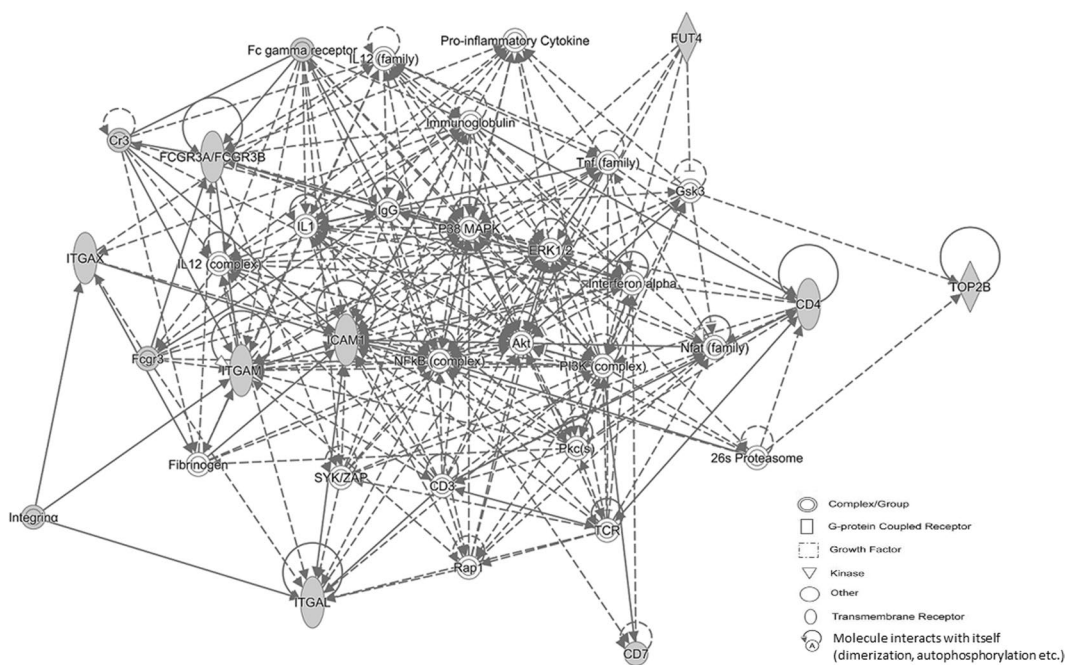 Fc gamma receptor
IL12 (family)
Pro-inflammatory Cytokine
FUT4
Cr3
FCGR3A/FCGR3B
Immunoglobulin
Tnf (family)
Gsk3
IL1
IgG
P38 MAPK
ERK1/2
ITGAX
IL12 (complex)
Interferon alpha
CD4
TOP2B
Fcgr3
ITGAM
ICAM1
NFkB (complex)
Akt
PI3K (complex)
Nfat (family)
Fibrinogen
SYK/ZAP
CD3
Pkc(s)
26s Proteasome
Integrinα
TCR
Rap1
ITGAL
CD7
Complex/Group
G-protein Coupled Receptor
Growth Factor
Kinase
Other
Transmembrane Receptor
A
Molecule interacts with itself
(dimerization, autophosphorylation etc.)